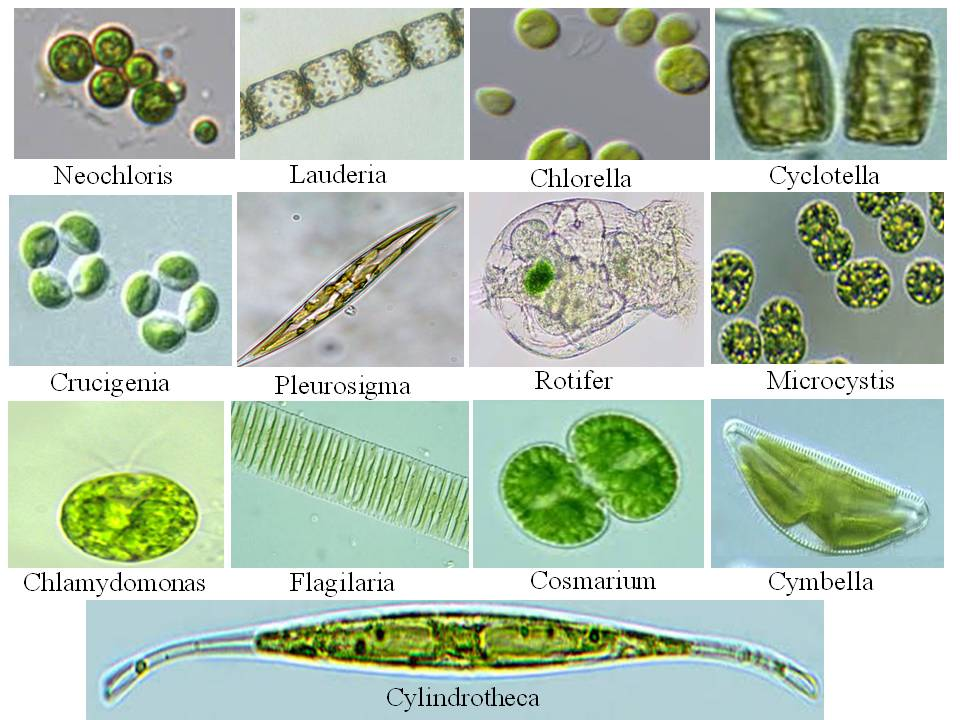 Neochloris
Lauderia
Chlorella
Cyclotella
Crucigenia
Pleurosigma
Rotifer
Microcystis
Chlamydomonas
Flagilaria
Cosmarium
Cymbella
Cylindrotheca